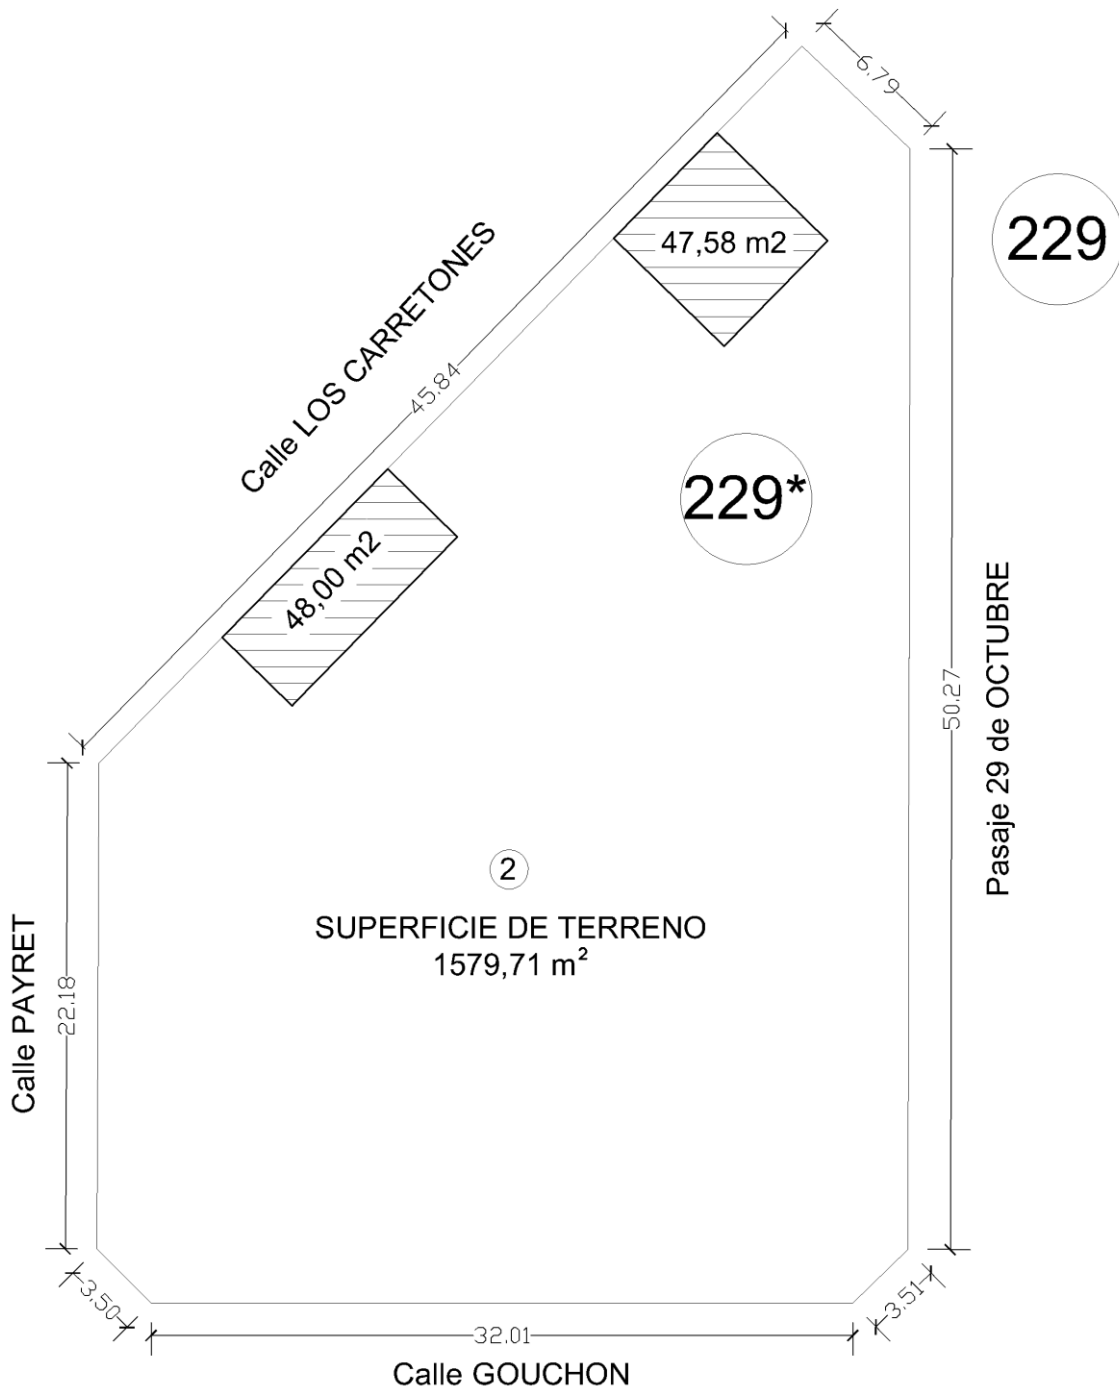 6.79
229
47,58 m2
Calle LOS CARRETONES
45.84
229*
48,00 m2
Pasaje 29 de OCTUBRE
50.27
2
SUPERFICIE DE TERRENO
1579,71 m²
Calle PAYRET
22.18
3.50
3.51
32.01
Calle GOUCHON